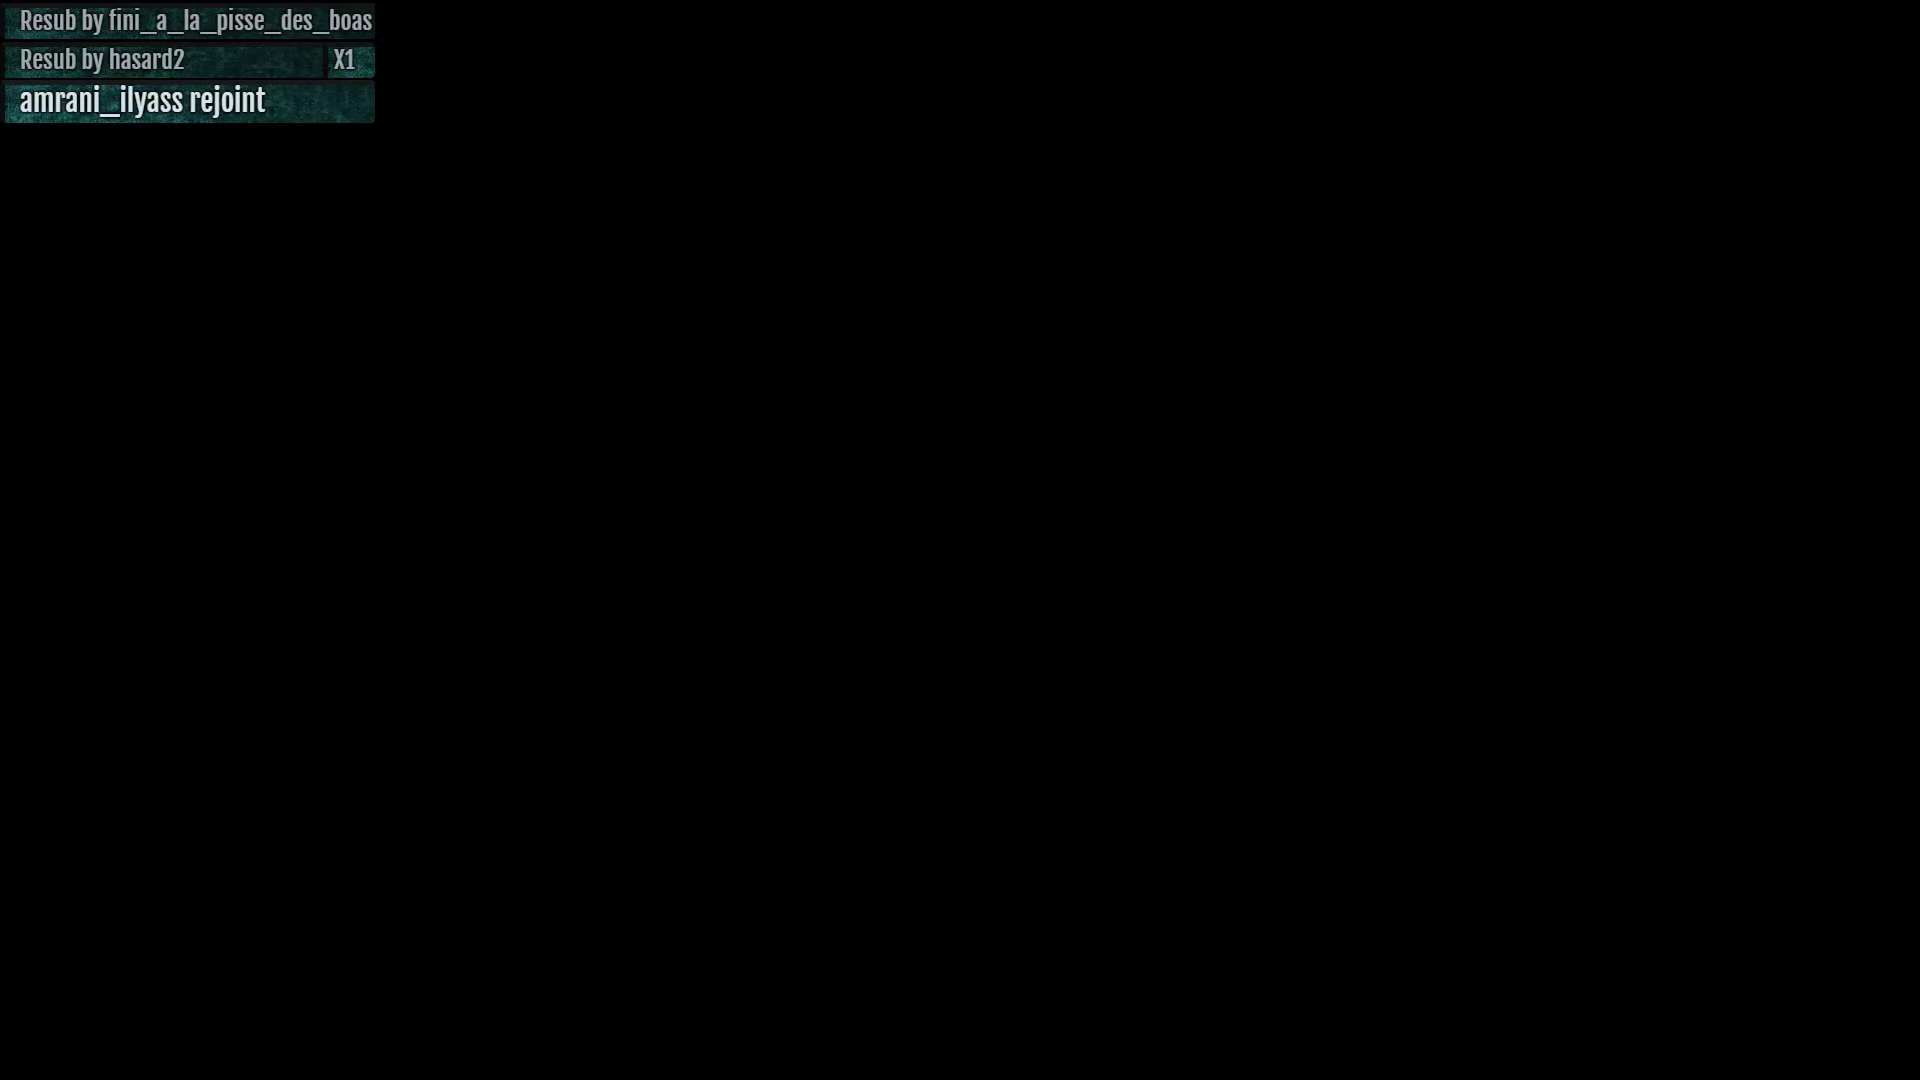 Resub by fini_a_la_pisse_des_boas
Resub by hasard2 X1
amrani_ilyass rejoint